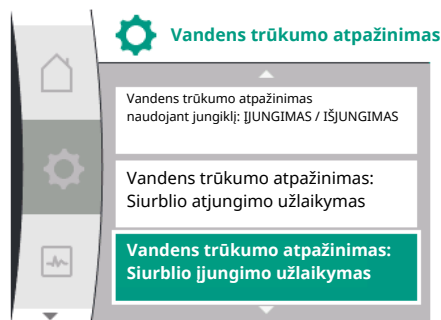 Vandens trūkumo atpažinimas
Vandens trūkumo atpažinimas
naudojant jungiklį: ĮJUNGIMAS / IŠJUNGIMAS
Vandens trūkumo atpažinimas:
Siurblio atjungimo užlaikymas
Vandens trūkumo atpažinimas:
Siurblio įjungimo užlaikymas